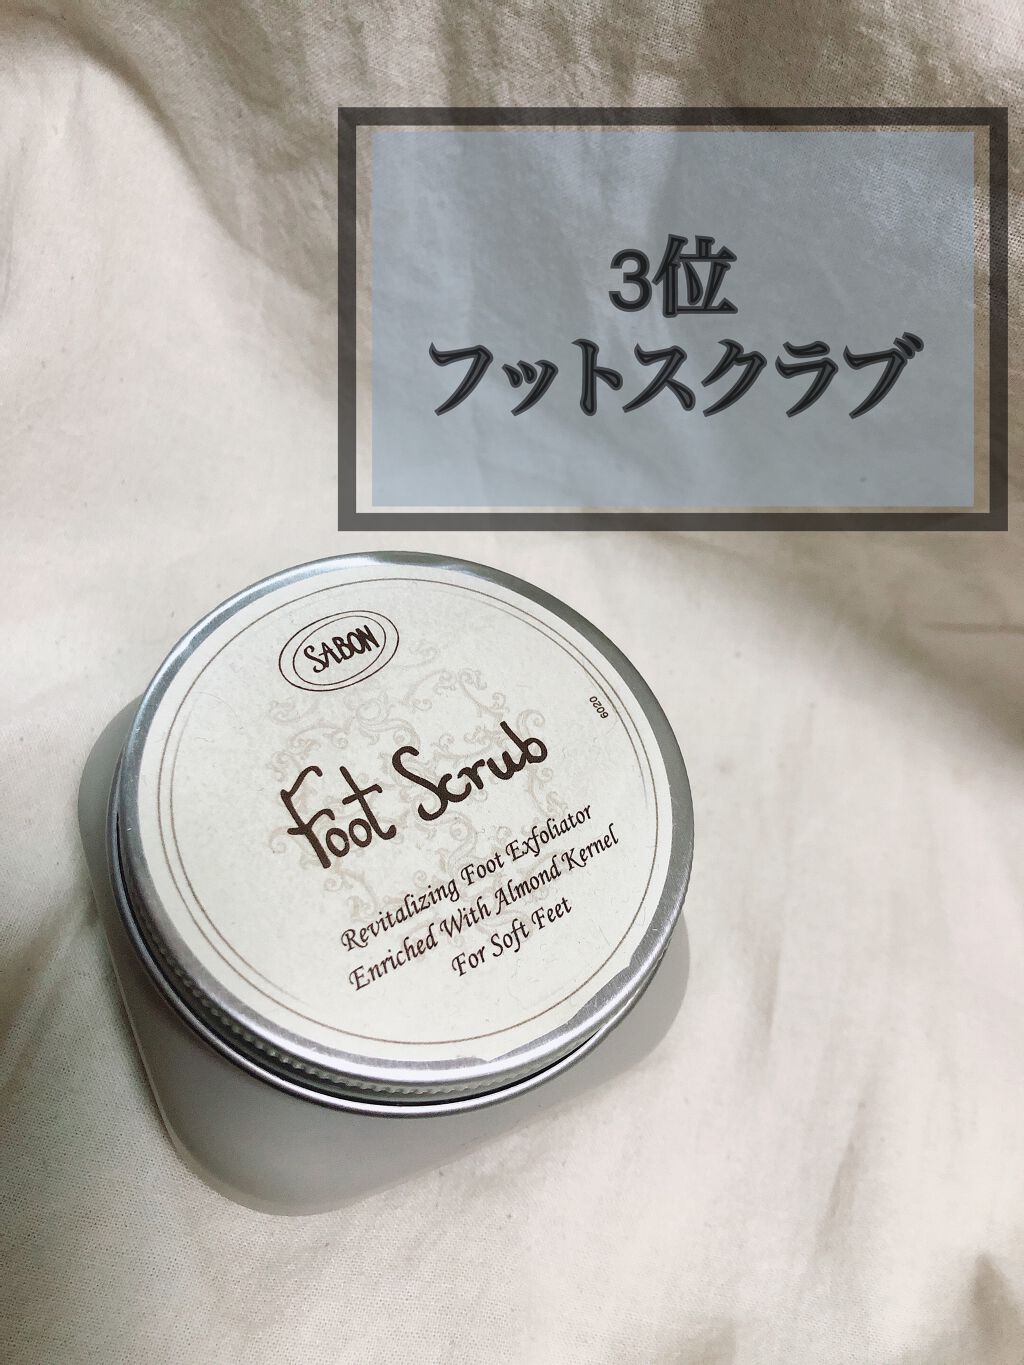 3位
フットスクラブ
SABON
6020
Foot Scrub
Revitalizing Foot Exfoliator
Enriched With Almond Kernel
For Soft Feet